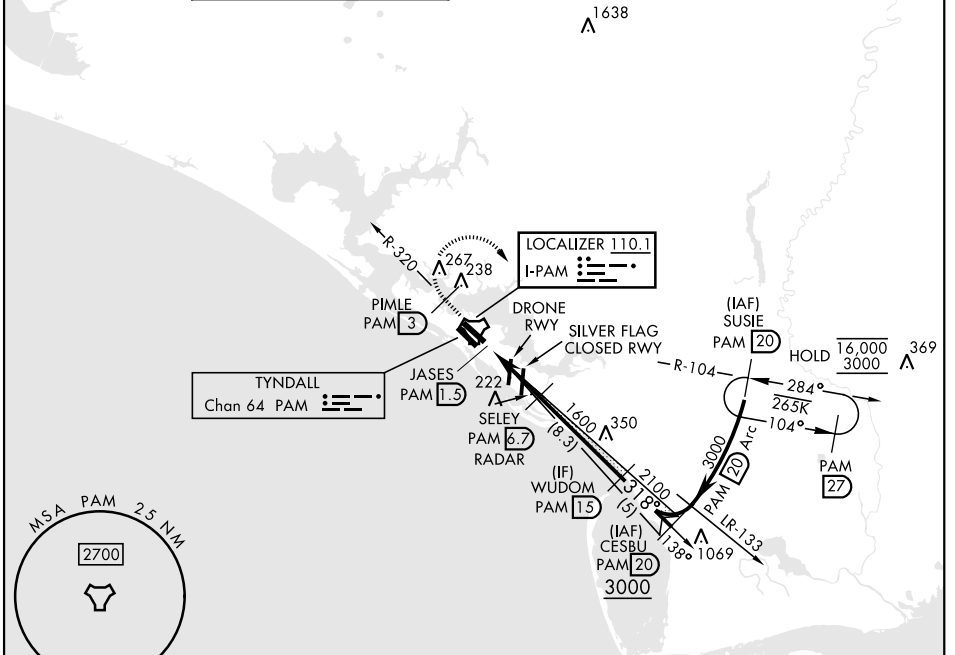 1638
LOCALIZER 110.1
I-PAM
R-320
267
238
PIMLE
PAM 3
DRONE
RWY
SILVER FLAG
CLOSED RWY
(IAF)
SUSIE
PAM 20
HOLD 16,000
3000
369
R-104
284°
265K
104°
TYNDALL
Chan 64 PAM
JASES
PAM 1.5
222
SELEY
PAM 6.7
RADAR
1600
350
(8.3)
3000
PAM 20 Arc
PAM
27
(IF)
WUDOM
PAM 15
2100
318°
(5)
LR-133
138°
1069
(IAF)
CESBU
PAM 20
3000
MSA PAM 25 NM
2700